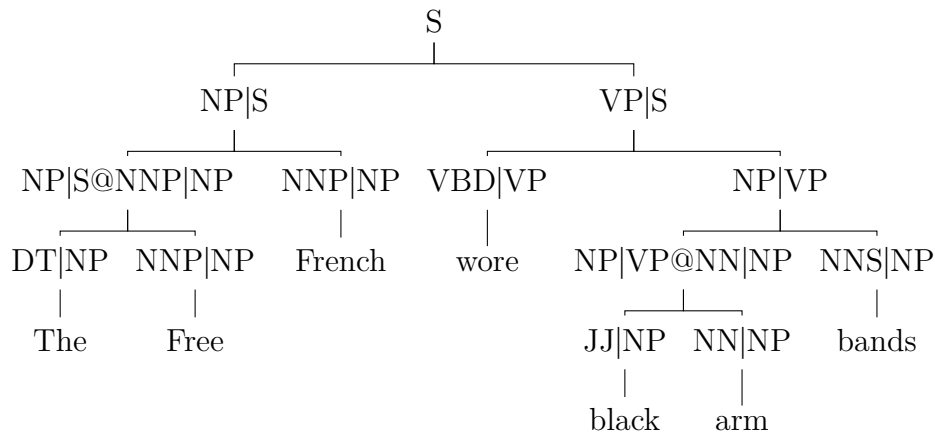 S
NP|S VP|S
NP|S@NNP|NP NNP|NP VBD|VP NP|VP
DT|NP NNP|NP French wore NP|VP@NN|NP NNS|NP
The Free JJ|NP NN|NP bands
black arm